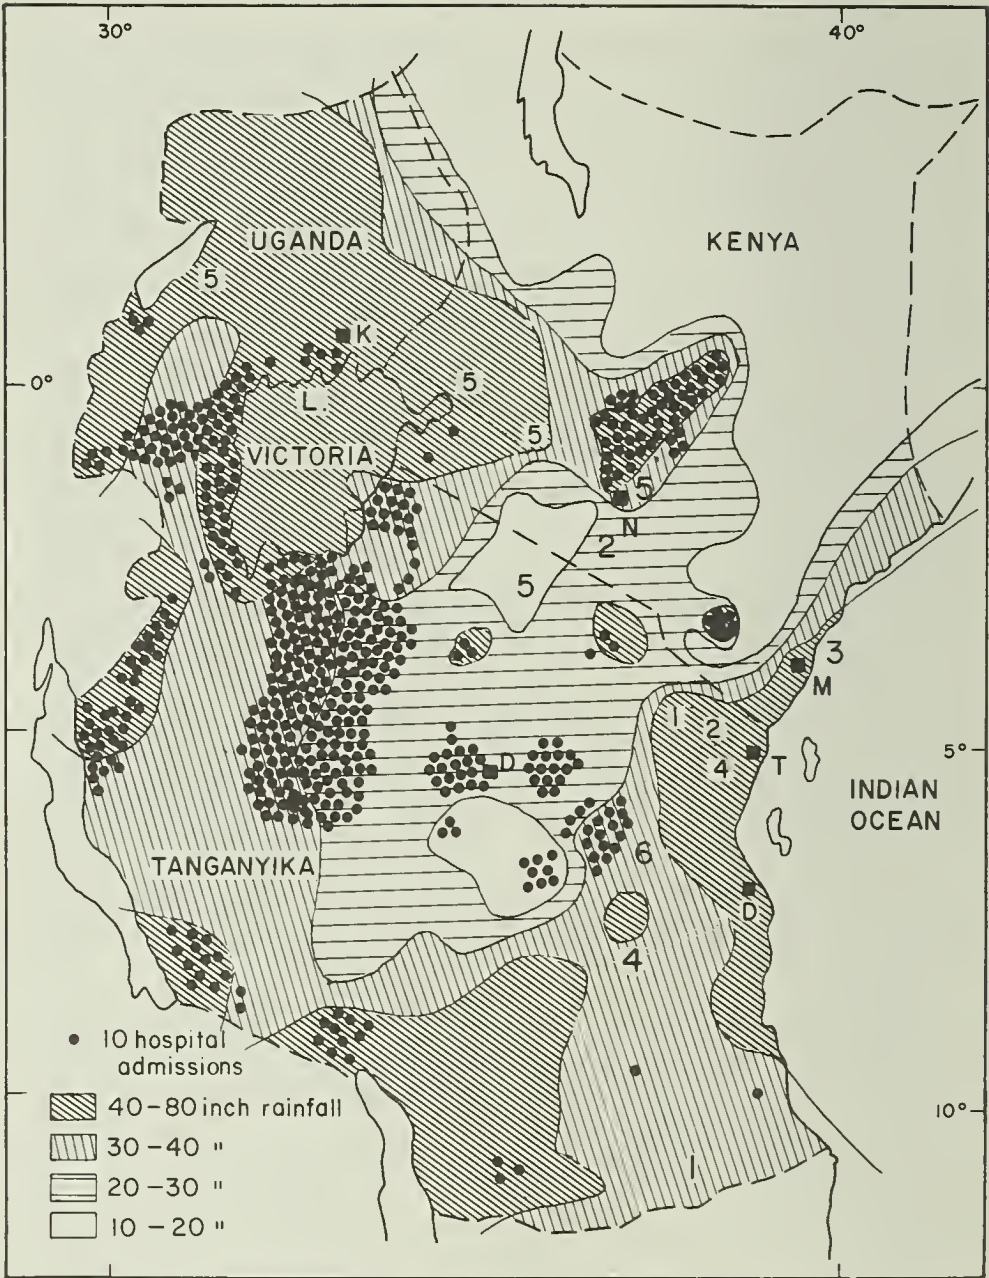 30°
40°
UGANDA
KENYA
5
K
0°
L.
5
VICTORIA
5
5
N
2
5
3
M
1
2
4
T
5°
D
INDIAN
OCEAN
TANGANYIKA
6
D
4
10 hospital
admissions
40-80 inch rainfall
10°
30-40 "
20-30 "
1
10-20 "